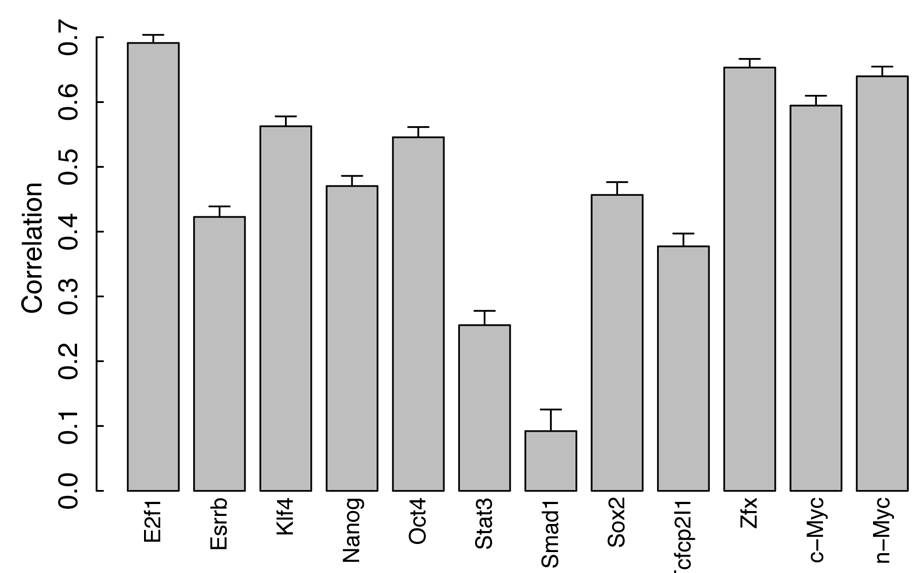 0.7
0.6
0.5
0.4
0.3
0.2
0.1
0.0
Correlation
E2f1
Esrrb
Klf4
Nanog
Oct4
Stat3
Smad1
Sox2
cfcp2l1
Zfx
c−Myc
n−Myc